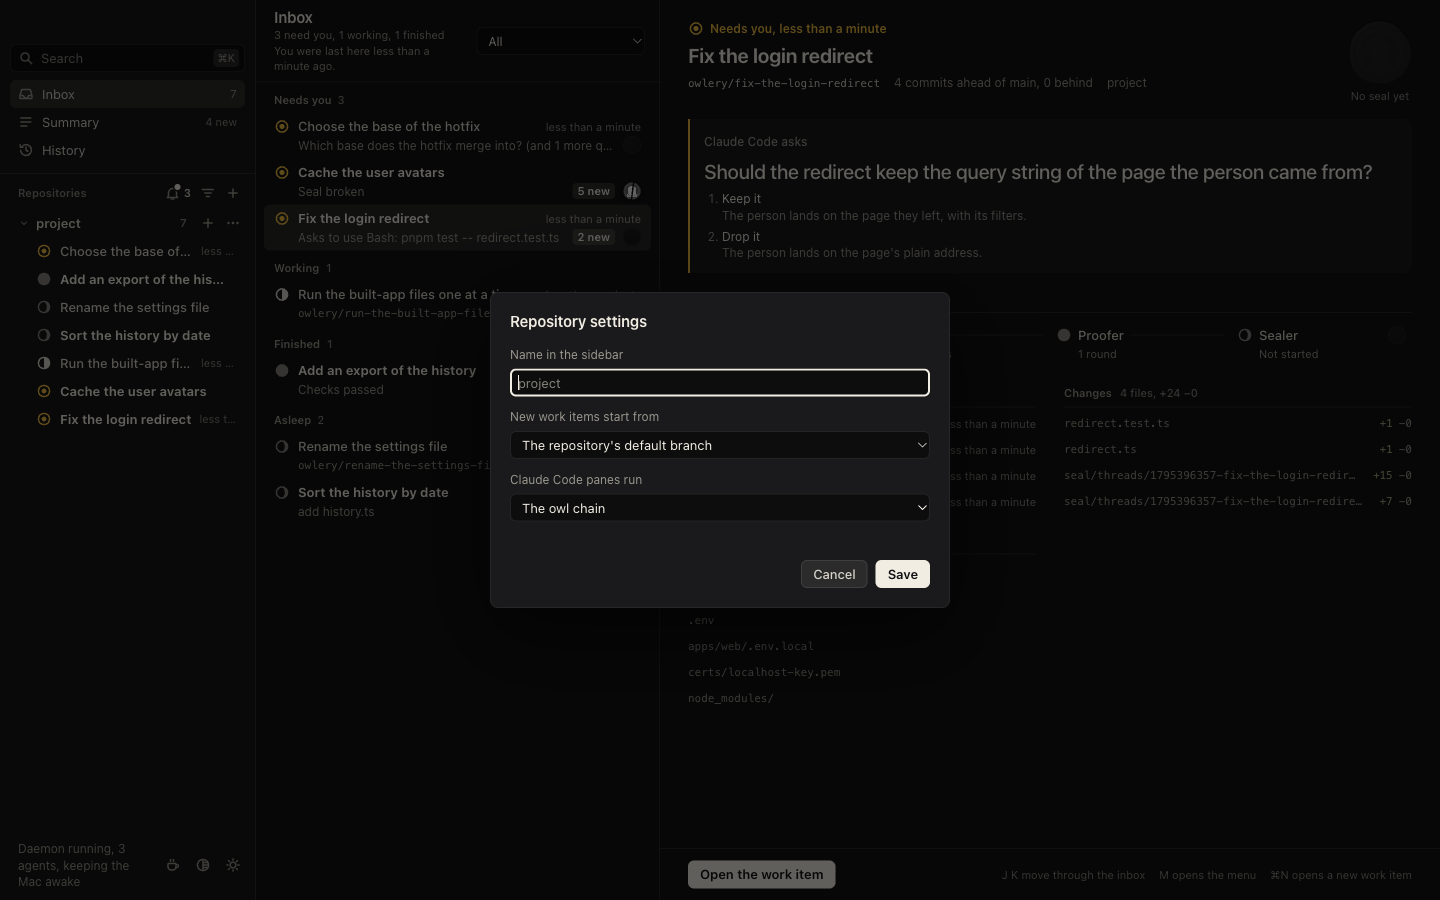 Search ⌘K
Inbox 7
Summary 4 new
History
Repositories 3
project 7
Choose the base of... less ...
Add an export of the his...
Rename the settings file
Sort the history by date
Run the built-app fi... less ...
Cache the user avatars
Fix the login redirect less t...
Daemon running, 3
agents, keeping the
Mac awake
Inbox
3 need you, 1 working, 1 finished
You were last here less than a
minute ago.
All
Needs you 3
Choose the base of the hotfix less than a minute
Which base does the hotfix merge into? (and 1 more q...
Cache the user avatars
Seal broken 5 new
Fix the login redirect less than a minute
Asks to use Bash: pnpm test -- redirect.test.ts 2 new
Working 1
Run the built-app files one at a
owlery/run-the-built-app-file
Finished 1
Add an export of the history
Checks passed
Asleep 2
Rename the settings file
owlery/rename-the-settings-fi
Sort the history by date
add history.ts
Needs you, less than a minute
Fix the login redirect
owlery/fix-the-login-redirect 4 commits ahead of main, 0 behind project
No seal yet
Claude Code asks
Should the redirect keep the query string of the page the person came from?
1. Keep it
The person lands on the page they left, with its filters.
2. Drop it
The person lands on the page's plain address.
Proofer
1 round
Sealer
Not started
Changes 4 files, +24 −0
ss than a minute
redirect.test.ts +1 −0
ss than a minute
redirect.ts +1 −0
ss than a minute
seal/threads/1795396357-fix-the-login-redir… +15 −0
ss than a minute
seal/threads/1795396357-fix-the-login-redire… +7 −0
.env
apps/web/.env.local
certs/localhost-key.pem
node_modules/
Open the work item
J K move through the inbox M opens the menu ⌘N opens a new work item
Repository settings
Name in the sidebar
project
New work items start from
The repository's default branch
Claude Code panes run
The owl chain
Cancel
Save